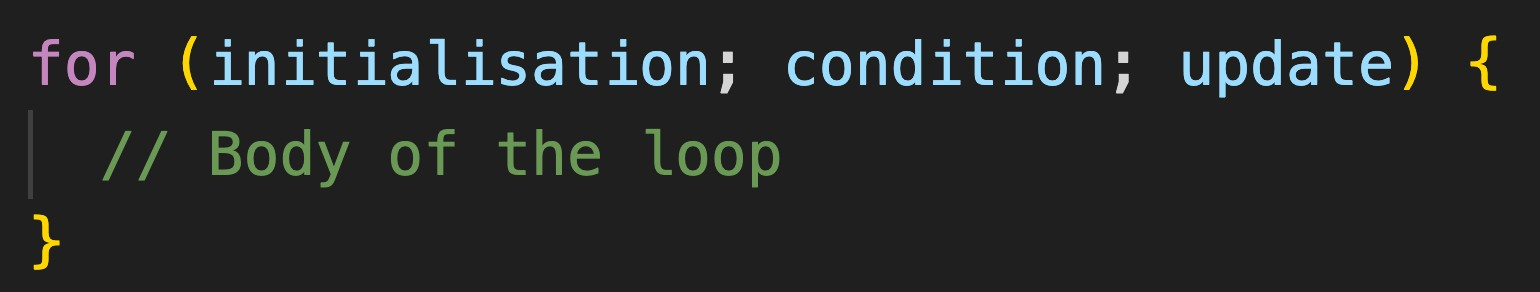 for (initialisation; condition; update) {
  // Body of the loop
}